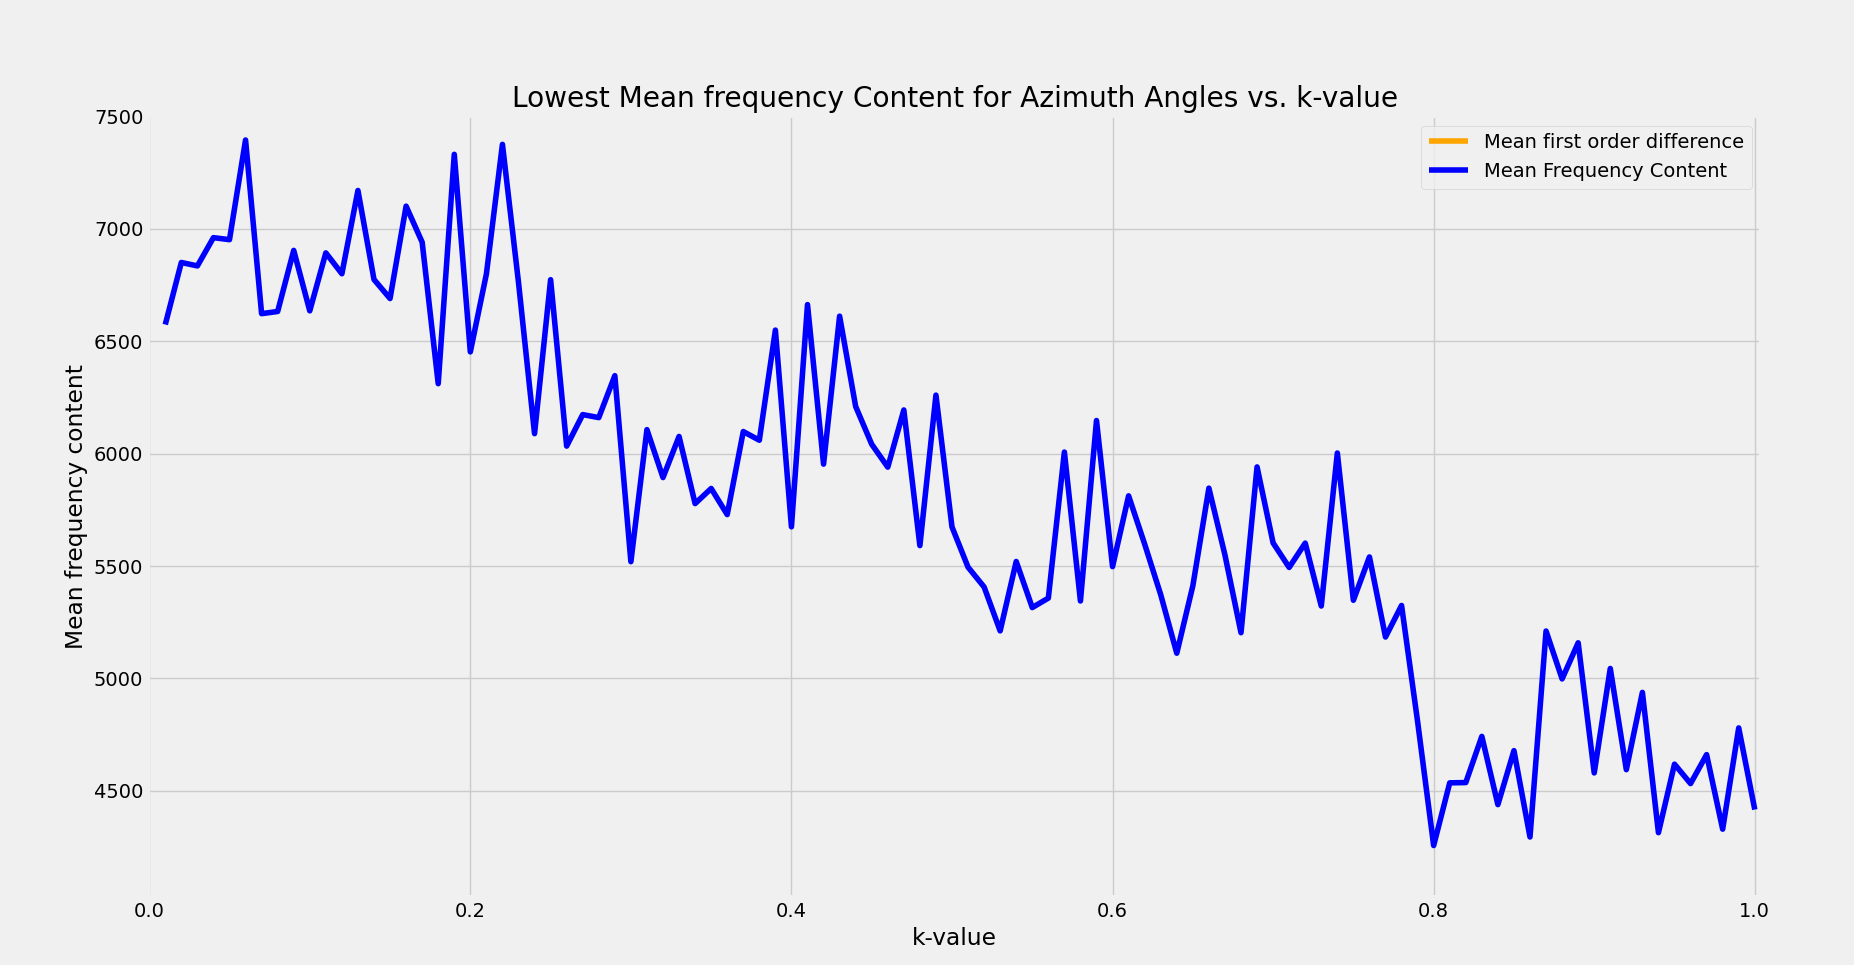 Lowest Mean frequency Content for Azimuth Angles vs. k-value
7500
7000
6500
6000
5500
5000
4500
Mean frequency content
Mean first order difference
Mean Frequency Content
0.0 0.2 0.4 0.6 0.8 1.0
k-value